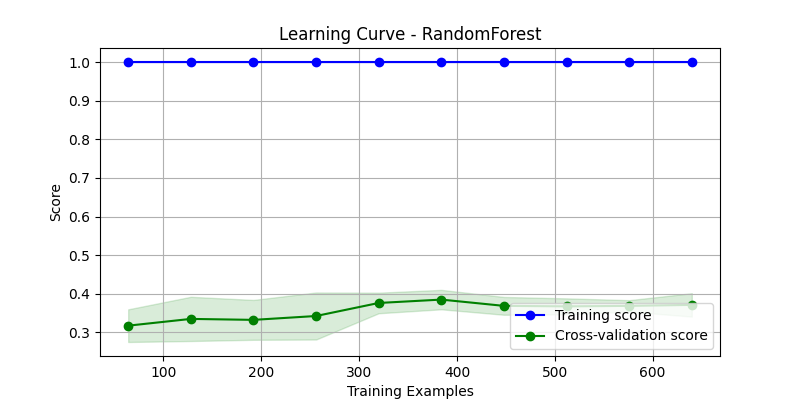 Learning Curve - RandomForest
Score
1.0
0.9
0.8
0.7
0.6
0.5
0.4
0.3
Training score
Cross-validation score
100 200 300 400 500 600
Training Examples